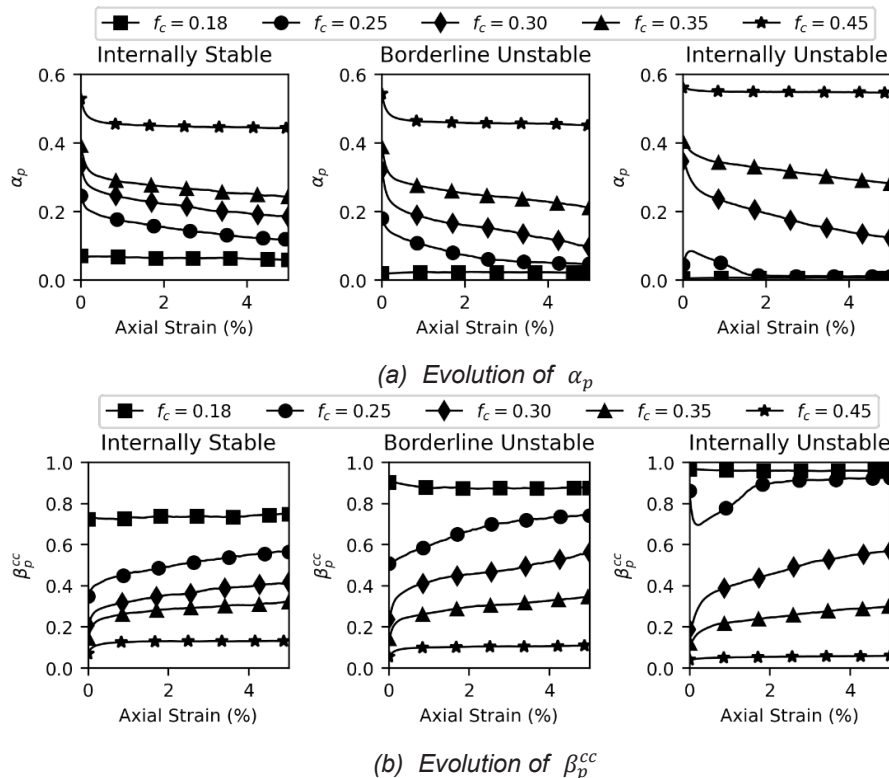 f_c = 0.18 f_c = 0.25 f_c = 0.30 f_c = 0.35 f_c = 0.45
Internally Stable Borderline Unstable Internally Unstable
0.6 0.6 0.6
0.4 0.4 0.4
α_p α_p α_p
0.2 0.2 0.2
0.0 0.0 0.0
0 2 4 0 2 4 0 2 4
Axial Strain (%) Axial Strain (%) Axial Strain (%)
(a) Evolution of α_p
f_c = 0.18 f_c = 0.25 f_c = 0.30 f_c = 0.35 f_c = 0.45
Internally Stable Borderline Unstable Internally Unstable
1.0 1.0 1.0
0.8 0.8 0.8
0.6 0.6 0.6
β_p^cc β_p^cc β_p^cc
0.4 0.4 0.4
0.2 0.2 0.2
0.0 0.0 0.0
0 2 4 0 2 4 0 2 4
Axial Strain (%) Axial Strain (%) Axial Strain (%)
(b) Evolution of β_p^cc